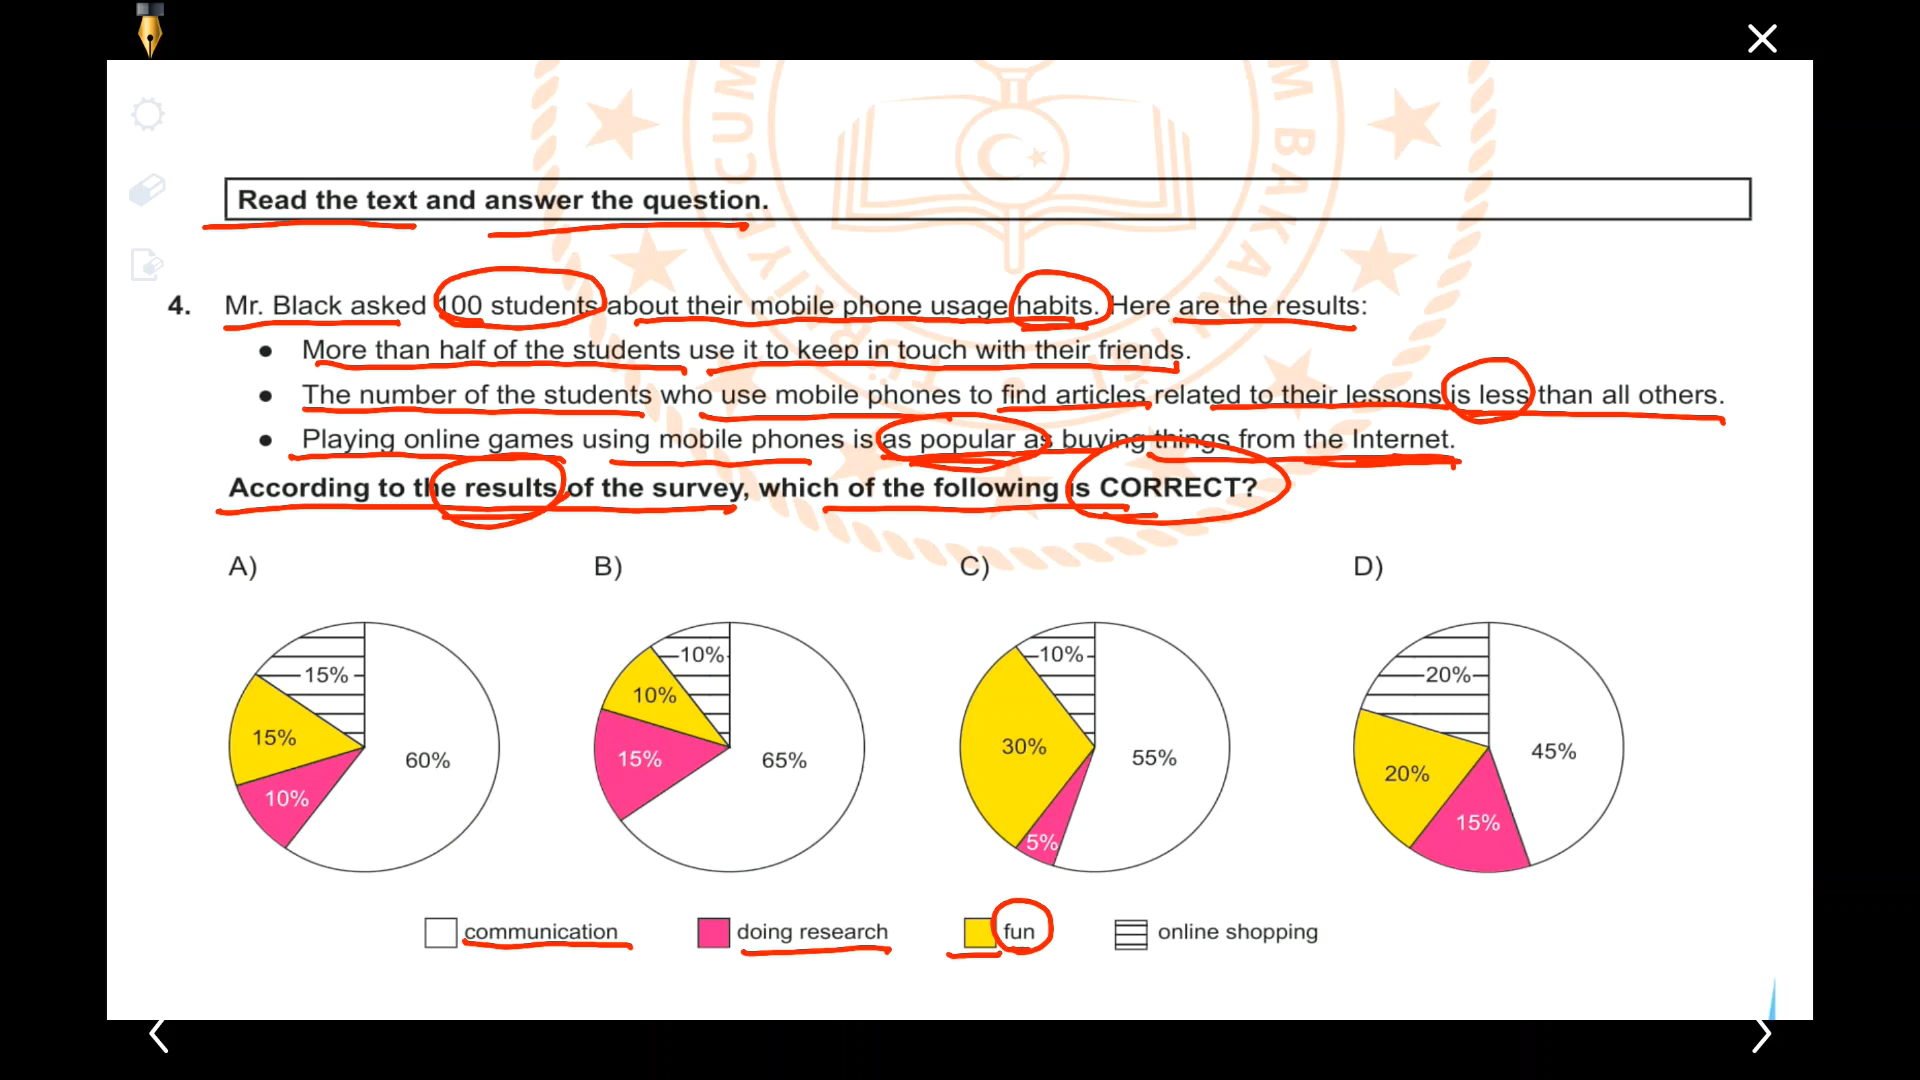 Read the text and answer the question.
4. Mr. Black asked 100 students about their mobile phone usage habits. Here are the results:
● More than half of the students use it to keep in touch with their friends.
● The number of the students who use mobile phones to find articles related to their lessons is less than all others.
● Playing online games using mobile phones is as popular as buying things from the Internet.
According to the results of the survey, which of the following is CORRECT?
A) B) C) D)
15% 15% 10% 60%
10% 10% 15% 65%
10% 30% 5% 55%
20% 20% 15% 45%
communication doing research fun online shopping